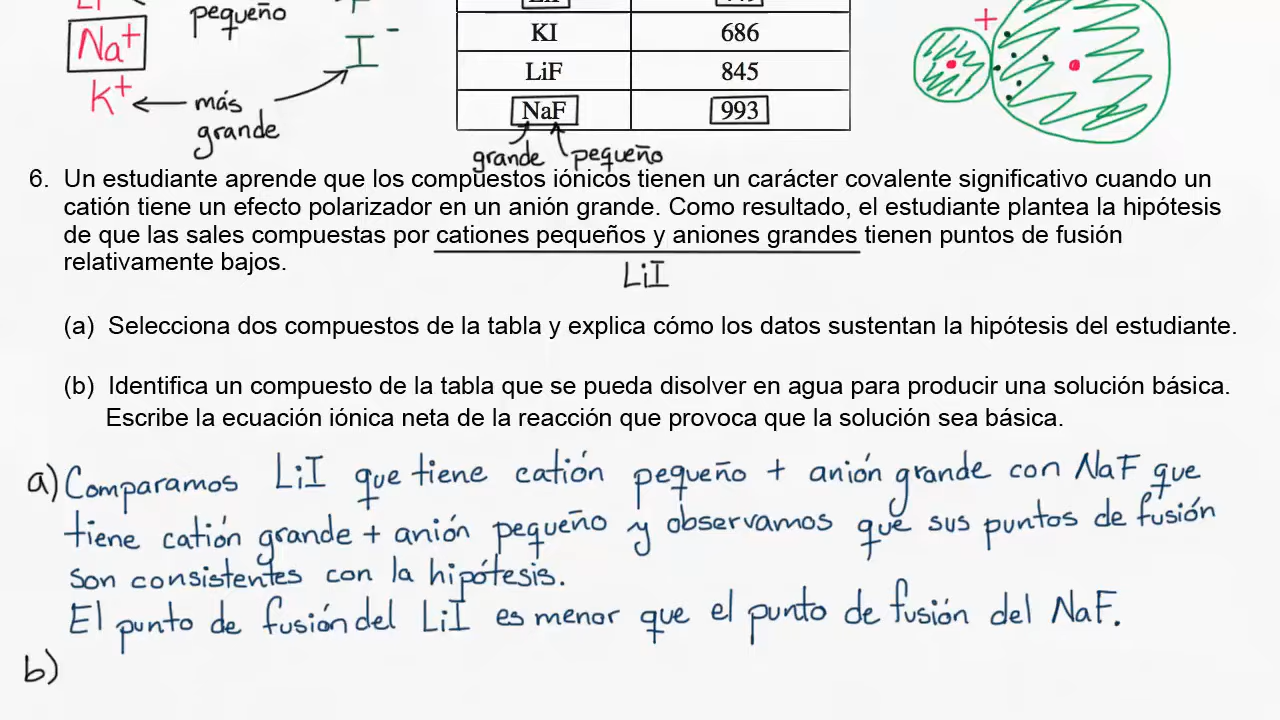 pequeño
Na⁺
I⁻
K⁺
más
grande
KI 686
LiF 845
NaF 993
grande pequeño
+
6. Un estudiante aprende que los compuestos iónicos tienen un carácter covalente significativo cuando un
catión tiene un efecto polarizador en un anión grande. Como resultado, el estudiante plantea la hipótesis
de que las sales compuestas por cationes pequeños y aniones grandes tienen puntos de fusión
relativamente bajos.
LiI
(a) Selecciona dos compuestos de la tabla y explica cómo los datos sustentan la hipótesis del estudiante.
(b) Identifica un compuesto de la tabla que se pueda disolver en agua para producir una solución básica.
Escribe la ecuación iónica neta de la reacción que provoca que la solución sea básica.
a) Comparamos LiI que tiene catión pequeño + anión grande con NaF que
tiene catión grande + anión pequeño y observamos que sus puntos de fusión
son consistentes con la hipótesis.
El punto de fusión del LiI es menor que el punto de fusión del NaF.
b)